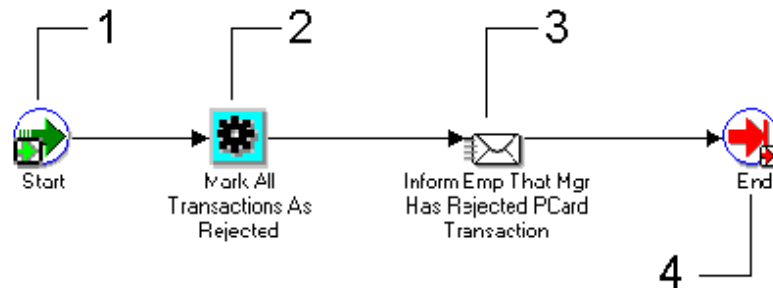 1
2
3
Start
Mark All
Transactions As
Rejected
Inform Emp That Mgr
Has Rejected PCard
Transaction
End
4